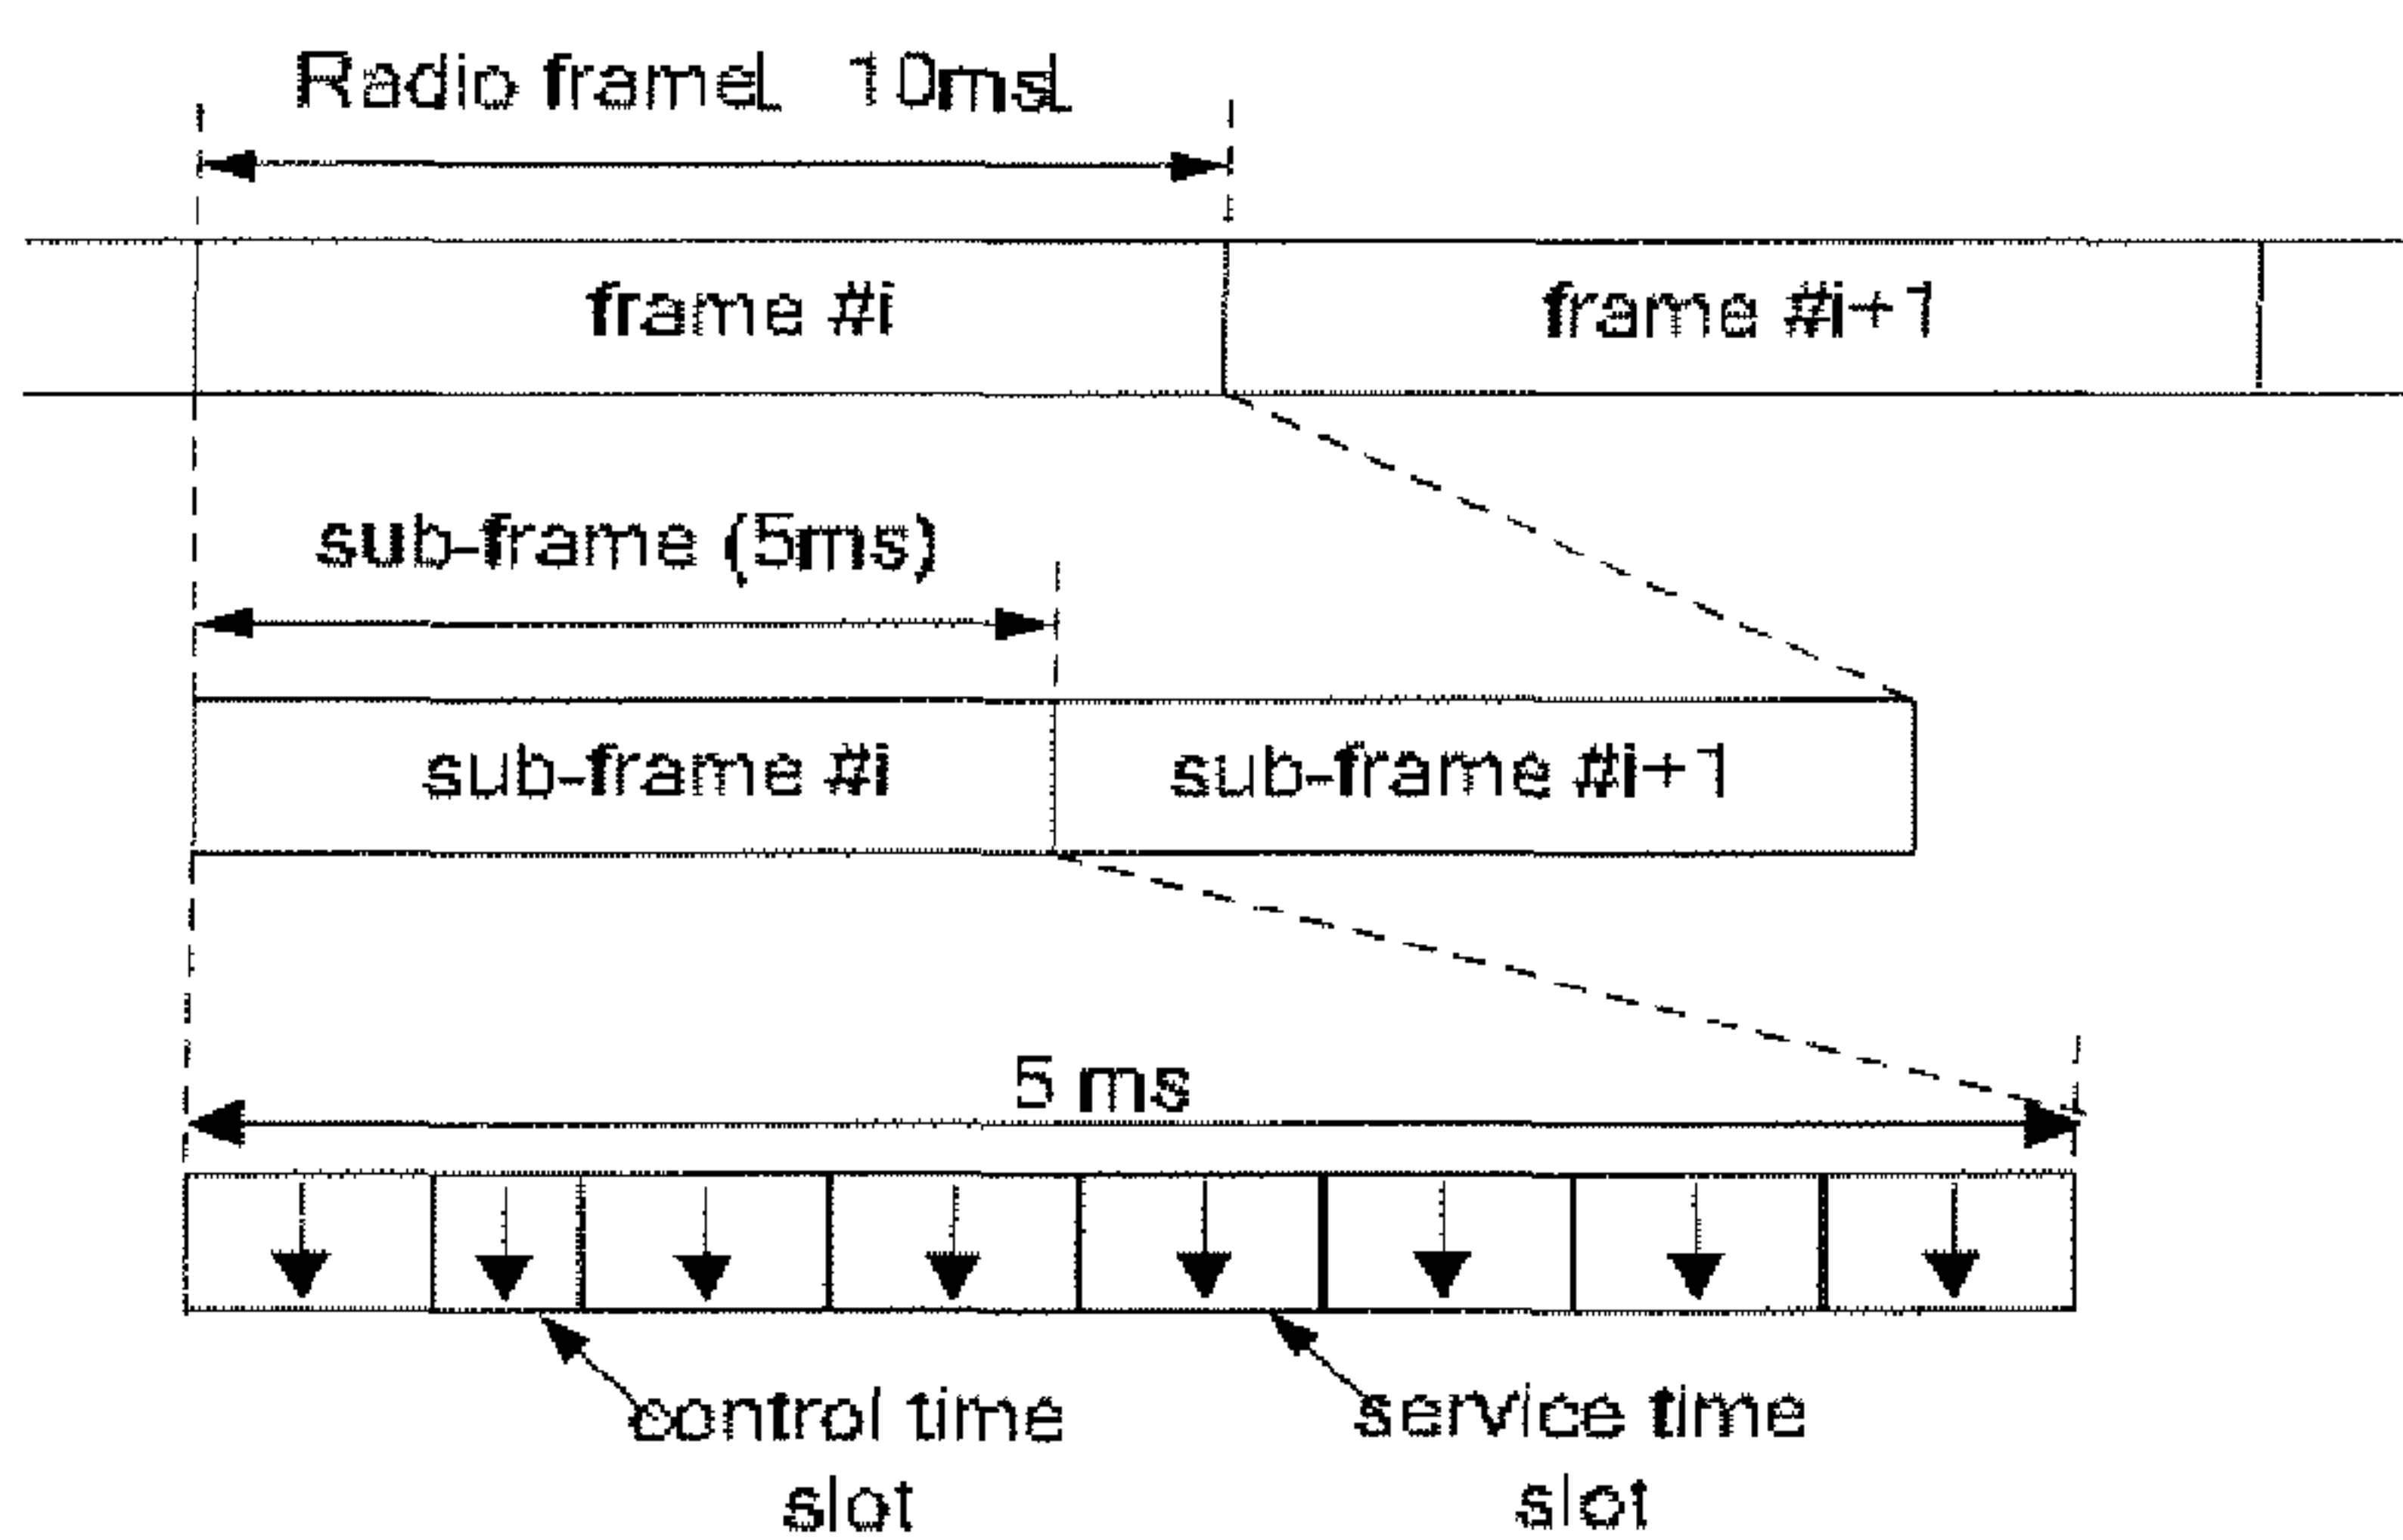 Radio frameL 10msL
frame #i
frame #i+1
sub-frame (5ms)
sub-frame #i
sub-frame #i+1
5 ms
control time
slot
service time
slot